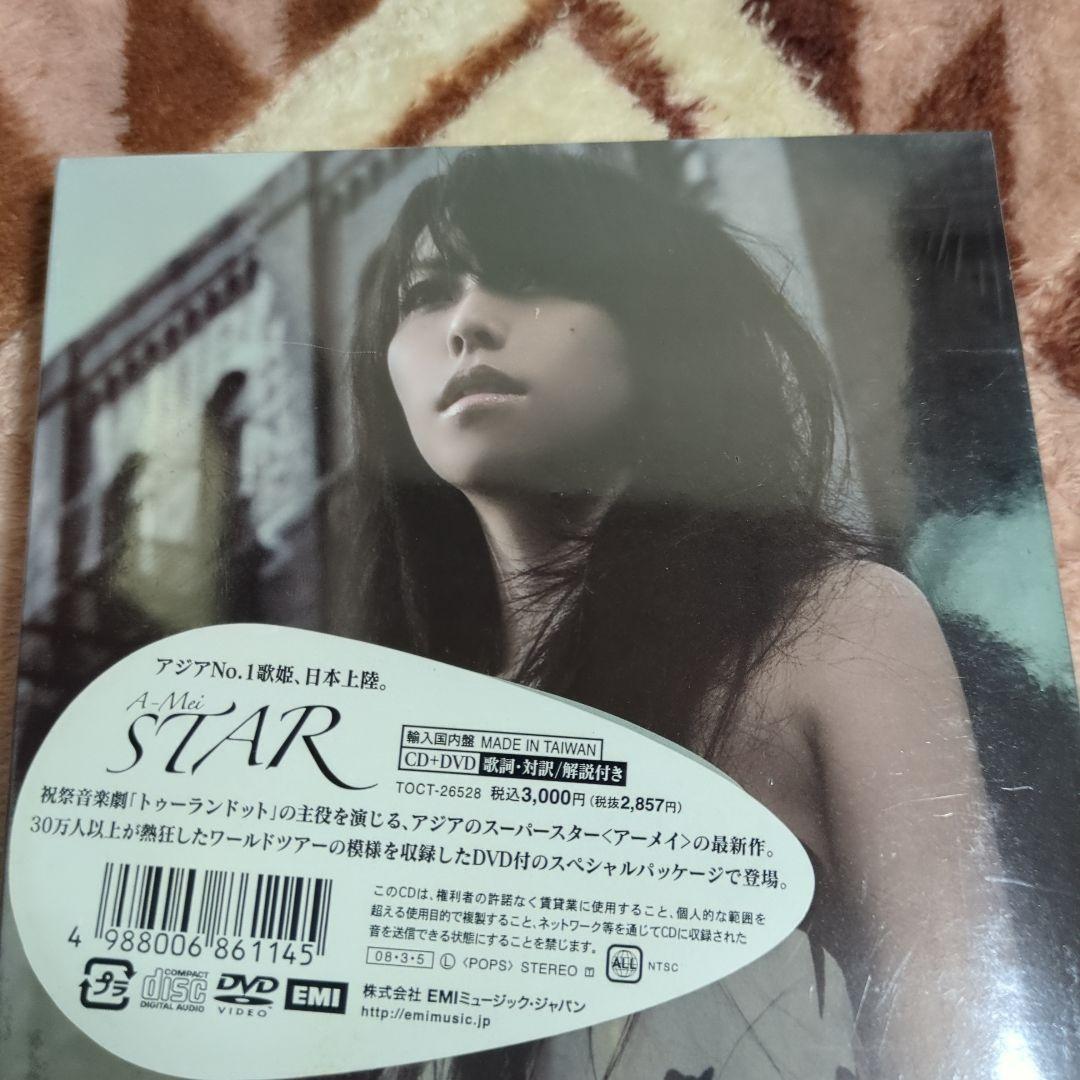 アジアNo.1歌姫、日本上陸。
A-Mei
STAR
輸入国内盤 MADE IN TAIWAN
CD+DVD 歌詞・対訳/解説付き
TOCT-26528 税込3,000円(税抜2,857円)
祝祭音楽劇「トゥーランドット」の主役を演じる、アジアのスーパースター<アーメイ>の最新作。
30万人以上が熱狂したワールドツアーの模様を収録したDVD付のスペシャルパッケージで登場。
このCDは、権利者の許諾なく賃貸業に使用すること、個人的な範囲を
超える使用目的で複製すること、ネットワーク等を通じてCDに収録された
音を送信できる状態にすることを禁じます。
4 988006 861145
08・3・5 Ⓛ 〈POPS〉 STEREO ALL NTSC
プラ COMPACT disc DIGITAL AUDIO DVD VIDEO EMI 株式会社 EMIミュージック・ジャパン
http://emimusic.jp